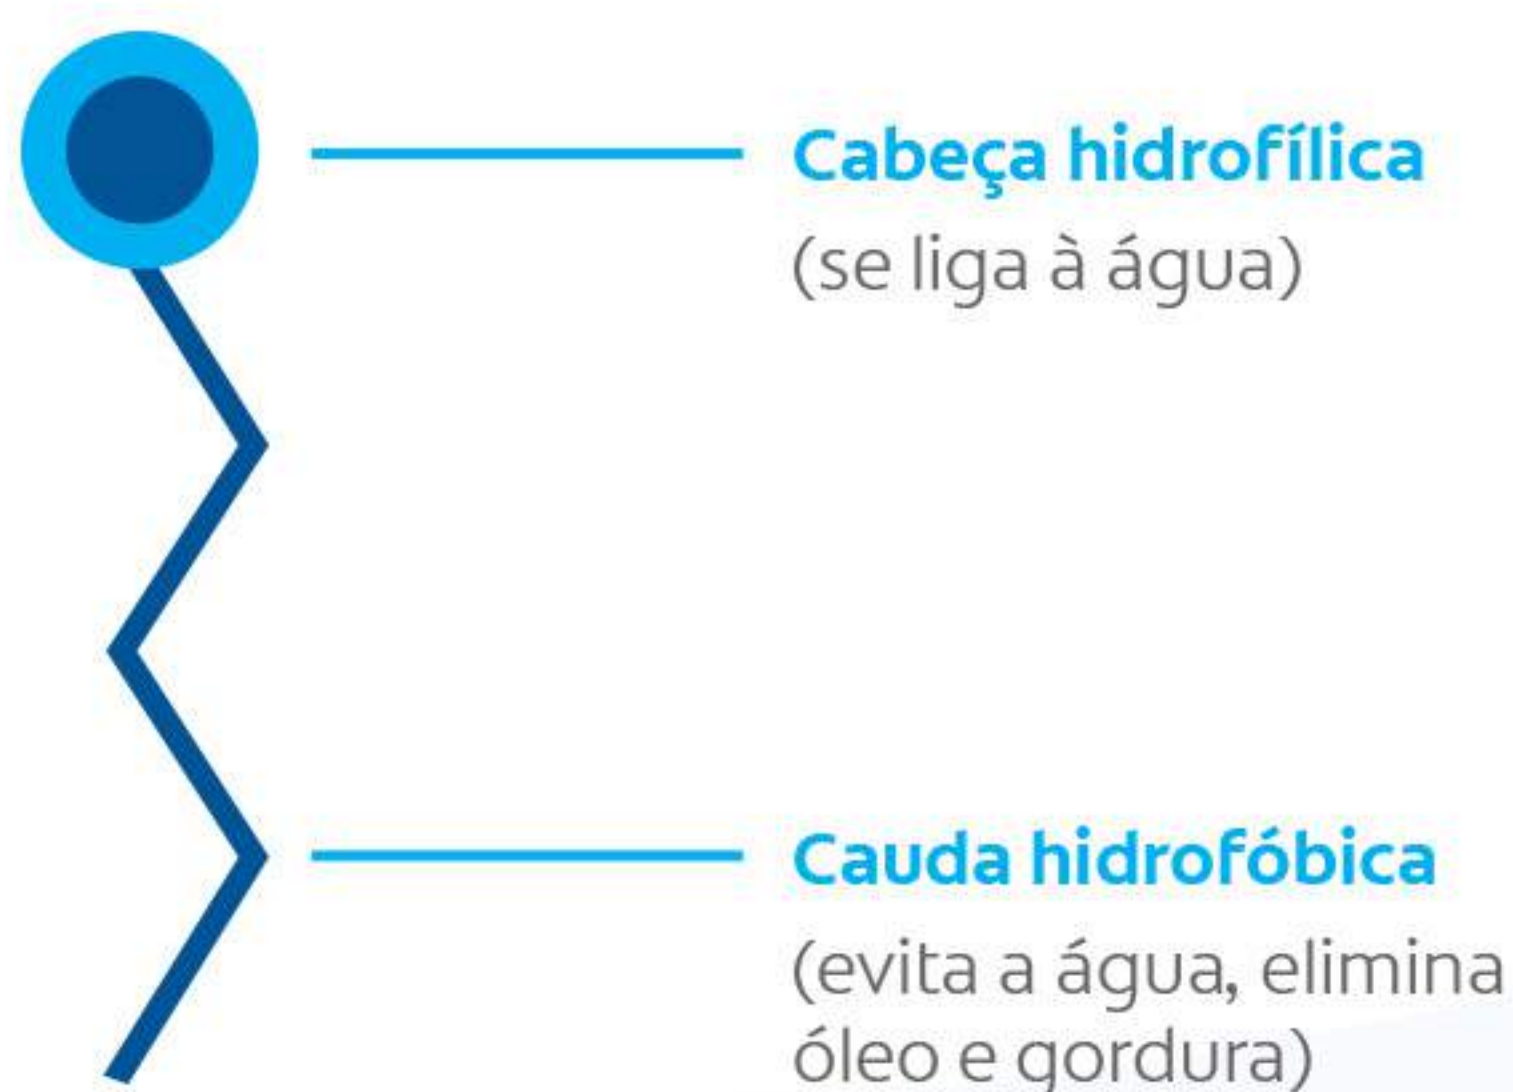 Cabeça hidrofílica
(se liga à água)
Cauda hidrofóbica
(evita a água, elimina
óleo e gordura)